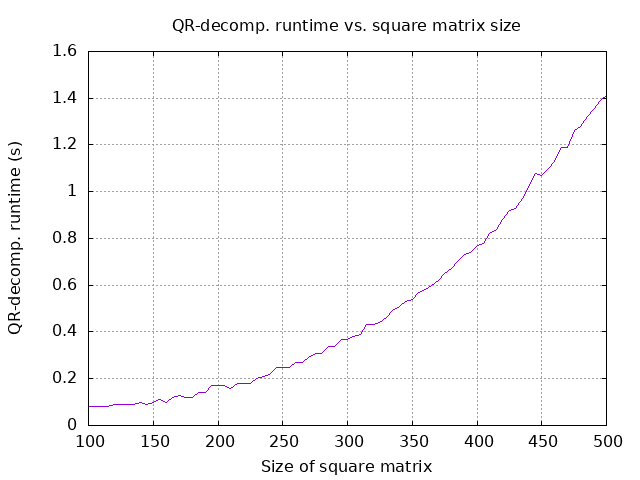 QR-decomp. runtime vs. square matrix size
1.6
1.4
1.2
1
0.8
0.6
0.4
0.2
0
QR-decomp. runtime (s)
100 150 200 250 300 350 400 450 500
Size of square matrix